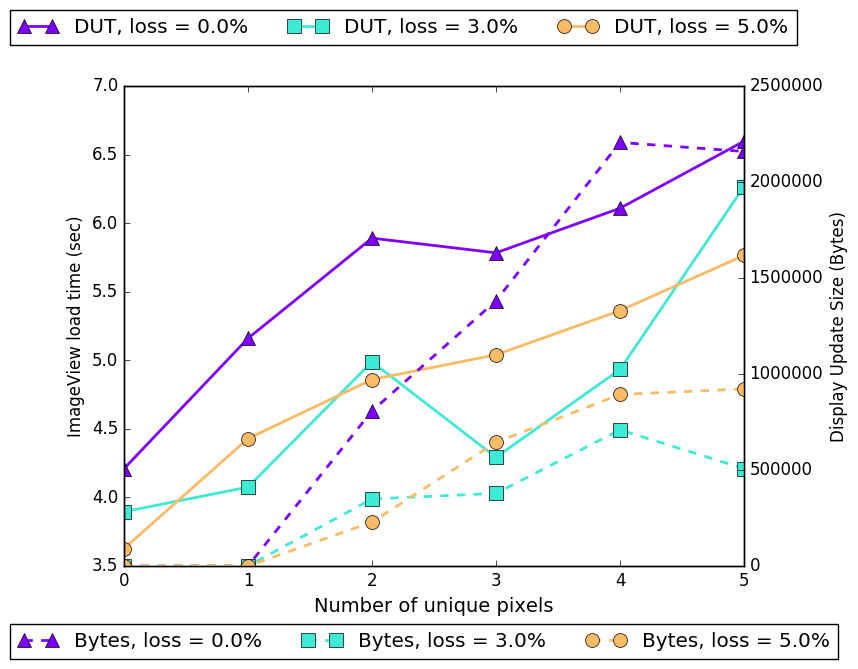 DUT, loss = 0.0% DUT, loss = 3.0% DUT, loss = 5.0%
7.0 2500000
6.5
2000000
6.0
5.5 1500000
ImageView load time (sec)
Display Update Size (Bytes)
5.0
1000000
4.5
500000
4.0
3.5 0
0 1 2 3 4 5
Number of unique pixels
Bytes, loss = 0.0% Bytes, loss = 3.0% Bytes, loss = 5.0%